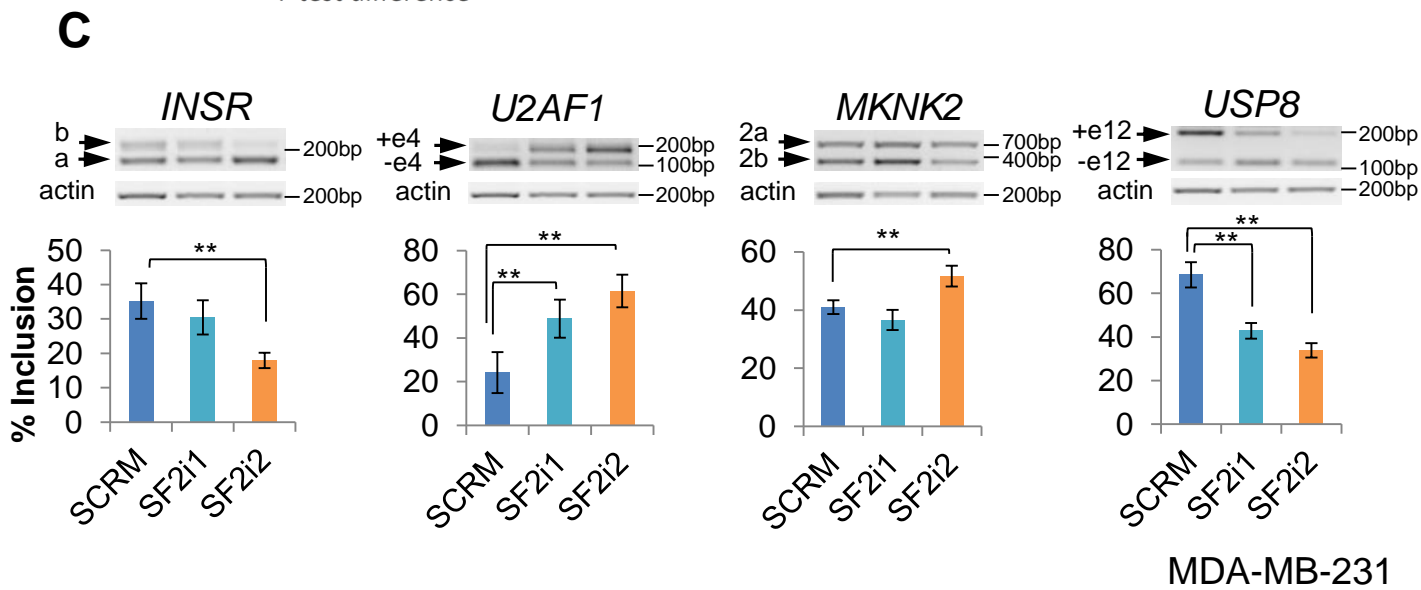 C
INSR
b
a
200bp
actin
200bp
% Inclusion
50
40
30
20
10
0
**
SCRM
SF2i1
SF2i2
U2AF1
+e4
-e4
200bp
100bp
actin
200bp
80
60
40
20
0
**
**
SCRM
SF2i1
SF2i2
MKNK2
2a
2b
700bp
400bp
actin
200bp
60
40
20
0
**
SCRM
SF2i1
SF2i2
USP8
+e12
-e12
200bp
100bp
actin
200bp
80
60
40
20
0
**
**
SCRM
SF2i1
SF2i2
MDA-MB-231